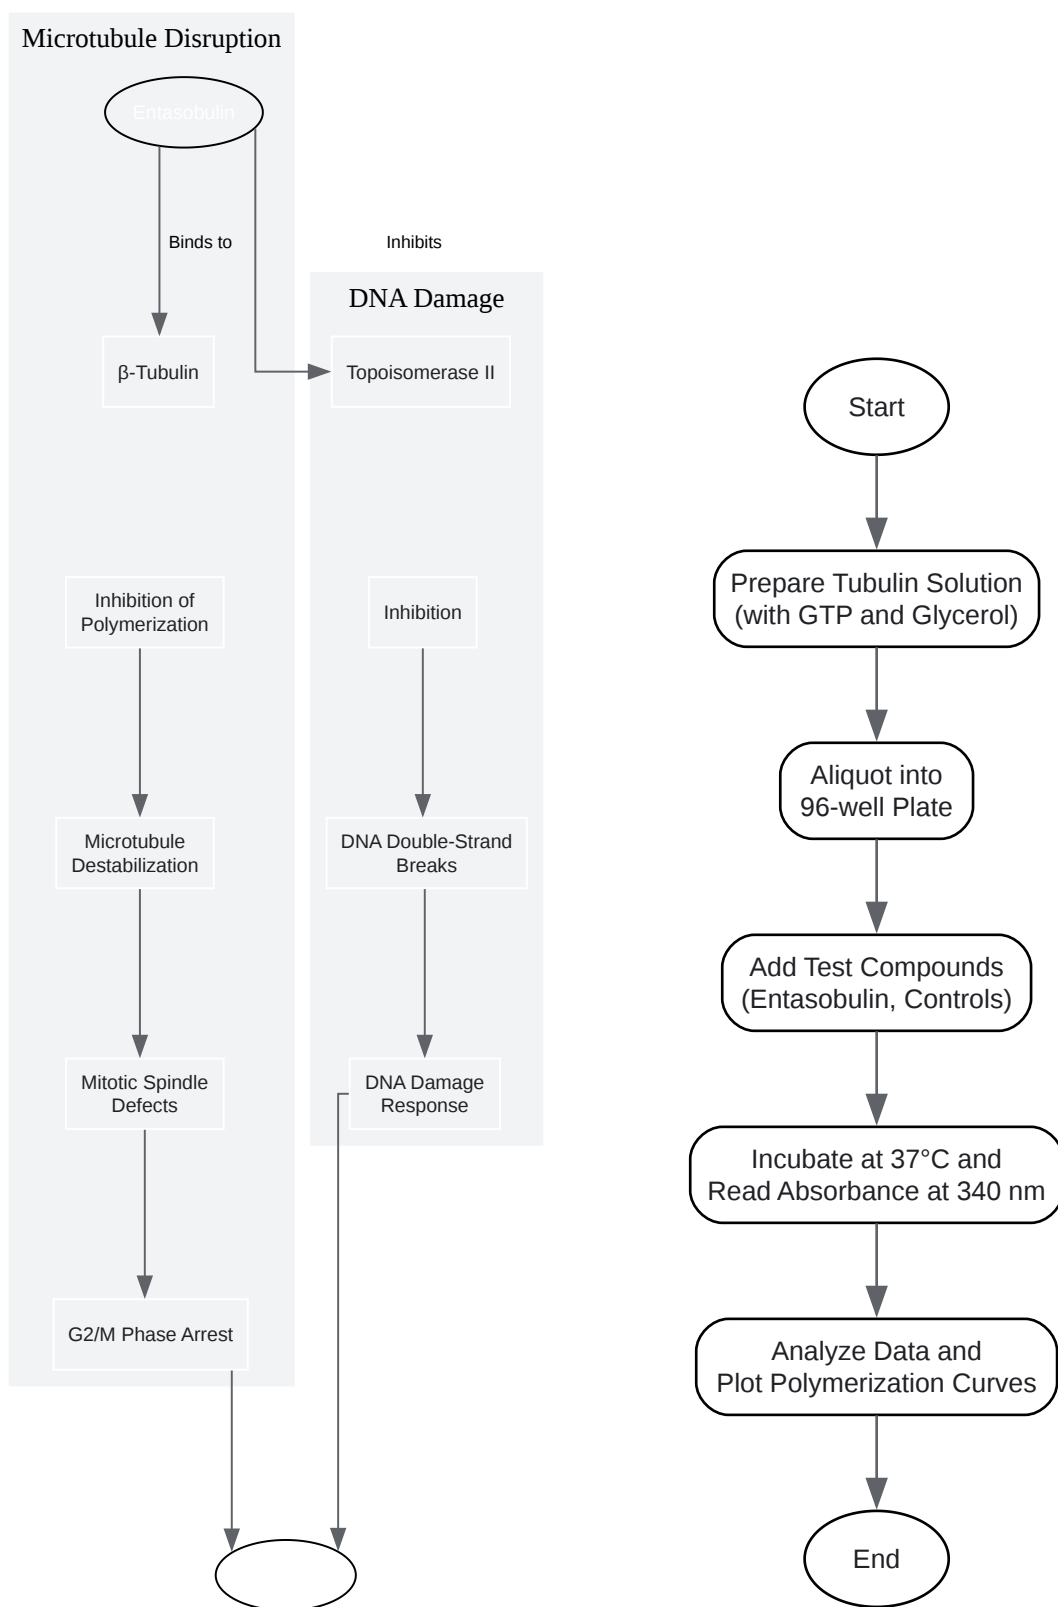 Microtubule Disruption
Entasobulin
Binds to
β-Tubulin
Inhibition of
Polymerization
Microtubule
Destabilization
Mitotic Spindle
Defects
G2/M Phase Arrest
Inhibits
DNA Damage
Topoisomerase II
Inhibition
DNA Double-Strand
Breaks
DNA Damage
Response
Start
Prepare Tubulin Solution
(with GTP and Glycerol)
Aliquot into
96-well Plate
Add Test Compounds
(Entasobulin, Controls)
Incubate at 37°C and
Read Absorbance at 340 nm
Analyze Data and
Plot Polymerization Curves
End